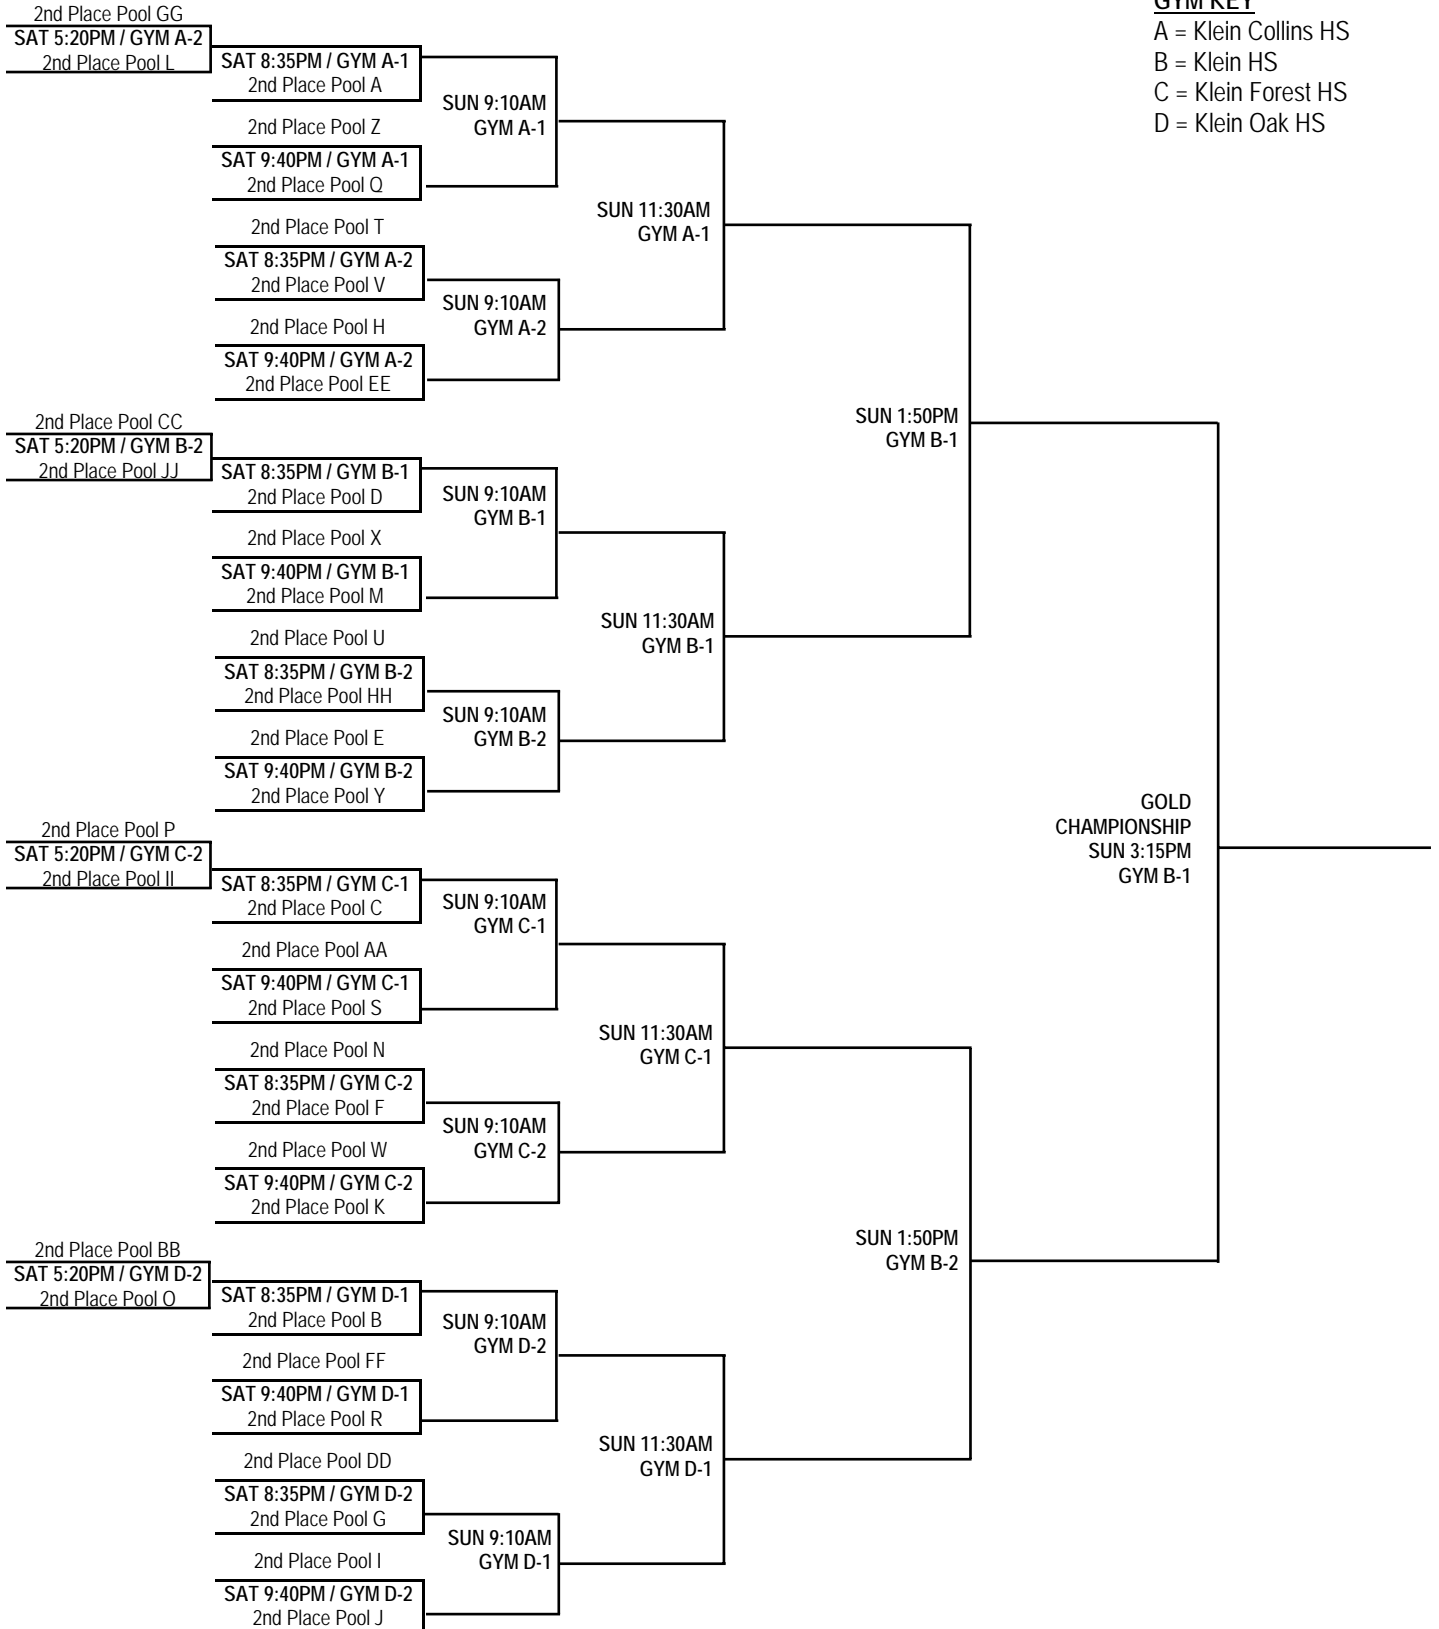 GYM KEY
A = Klein Collins HS
B = Klein HS
C = Klein Forest HS
D = Klein Oak HS
2nd Place Pool GG
SAT 5:20PM / GYM A-2
2nd Place Pool L
SAT 8:35PM / GYM A-1
2nd Place Pool A
SUN 9:10AM
GYM A-1
2nd Place Pool Z
SAT 9:40PM / GYM A-1
2nd Place Pool Q
SUN 11:30AM
GYM A-1
2nd Place Pool T
SAT 8:35PM / GYM A-2
2nd Place Pool V
SUN 9:10AM
GYM A-2
2nd Place Pool H
SAT 9:40PM / GYM A-2
2nd Place Pool EE
SUN 1:50PM
GYM B-1
2nd Place Pool CC
SAT 5:20PM / GYM B-2
2nd Place Pool JJ
SAT 8:35PM / GYM B-1
2nd Place Pool D
SUN 9:10AM
GYM B-1
2nd Place Pool X
SAT 9:40PM / GYM B-1
2nd Place Pool M
SUN 11:30AM
GYM B-1
2nd Place Pool U
SAT 8:35PM / GYM B-2
2nd Place Pool HH
SUN 9:10AM
GYM B-2
2nd Place Pool E
SAT 9:40PM / GYM B-2
2nd Place Pool Y
GOLD
CHAMPIONSHIP
SUN 3:15PM
GYM B-1
2nd Place Pool P
SAT 5:20PM / GYM C-2
2nd Place Pool II
SAT 8:35PM / GYM C-1
2nd Place Pool C
SUN 9:10AM
GYM C-1
2nd Place Pool AA
SAT 9:40PM / GYM C-1
2nd Place Pool S
SUN 11:30AM
GYM C-1
2nd Place Pool N
SAT 8:35PM / GYM C-2
2nd Place Pool F
SUN 9:10AM
GYM C-2
2nd Place Pool W
SAT 9:40PM / GYM C-2
2nd Place Pool K
SUN 1:50PM
GYM B-2
2nd Place Pool BB
SAT 5:20PM / GYM D-2
2nd Place Pool O
SAT 8:35PM / GYM D-1
2nd Place Pool B
SUN 9:10AM
GYM D-2
2nd Place Pool FF
SAT 9:40PM / GYM D-1
2nd Place Pool R
SUN 11:30AM
GYM D-1
2nd Place Pool DD
SAT 8:35PM / GYM D-2
2nd Place Pool G
SUN 9:10AM
GYM D-1
2nd Place Pool I
SAT 9:40PM / GYM D-2
2nd Place Pool J